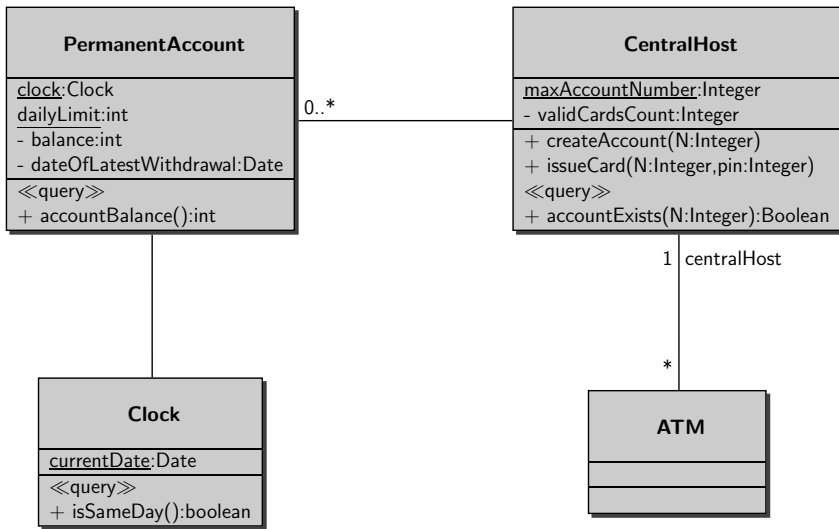 PermanentAccount
clock:Clock
dailyLimit:int
- balance:int
- dateOfLatestWithdrawal:Date
≪query≫
+ accountBalance():int
0..*
CentralHost
maxAccountNumber:Integer
- validCardsCount:Integer
+ createAccount(N:Integer)
+ issueCard(N:Integer,pin:Integer)
≪query≫
+ accountExists(N:Integer):Boolean
1 centralHost
*
Clock
currentDate:Date
≪query≫
+ isSameDay():boolean
ATM